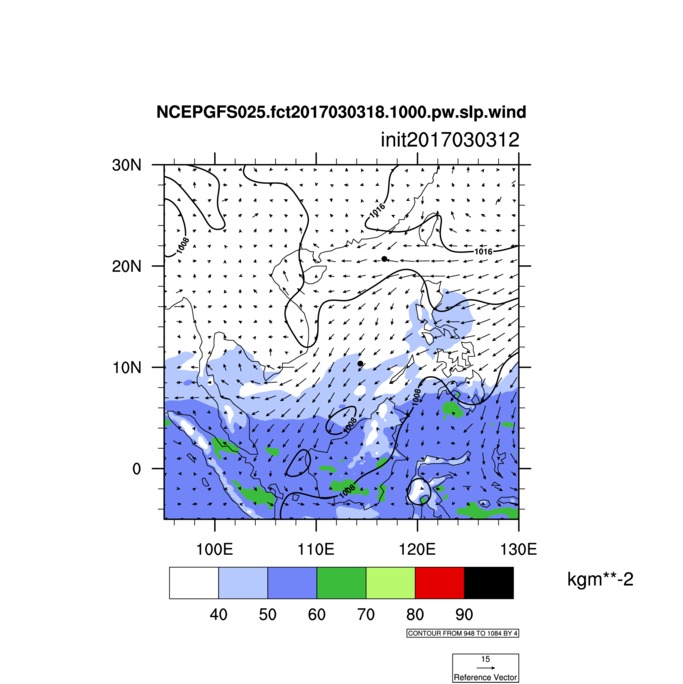 NCEPGFS025.fct2017030318.1000.pw.slp.wind
init2017030312
30N
20N
10N
0
1016
1016
1008
1008
1008
1008
100E 110E 120E 130E
40 50 60 70 80 90
kgm**-2
CONTOUR FROM 948 TO 1084 BY 4
15
Reference Vector